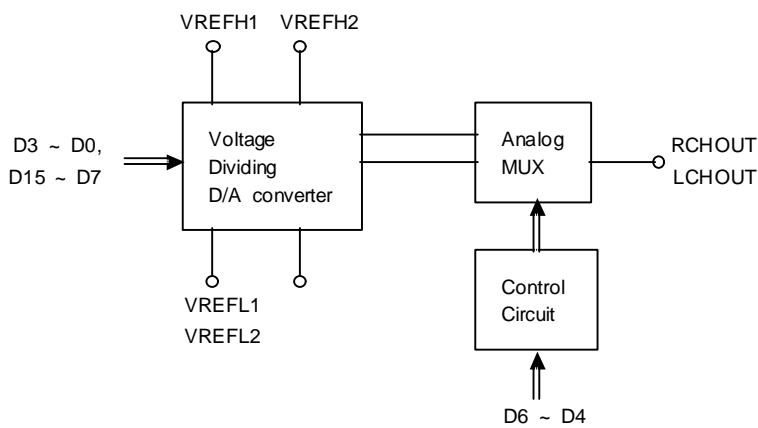 VREFH1 VREFH2
D3 ~ D0,
D15 ~ D7
Voltage
Dividing
D/A converter
Analog
MUX
RCHOUT
LCHOUT
VREFL1
VREFL2
Control
Circuit
D6 ~ D4